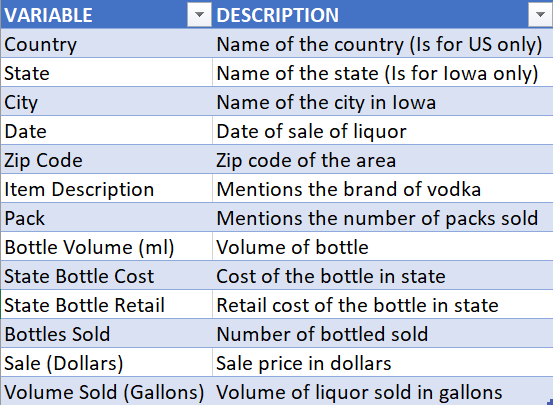 VARIABLE DESCRIPTION
Country Name of the country (Is for US only)
State Name of the state (Is for Iowa only)
City Name of the city in Iowa
Date Date of sale of liquor
Zip Code Zip code of the area
Item Description Mentions the brand of vodka
Pack Mentions the number of packs sold
Bottle Volume (ml) Volume of bottle
State Bottle Cost Cost of the bottle in state
State Bottle Retail Retail cost of the bottle in state
Bottles Sold Number of bottled sold
Sale (Dollars) Sale price in dollars
Volume Sold (Gallons) Volume of liquor sold in gallons